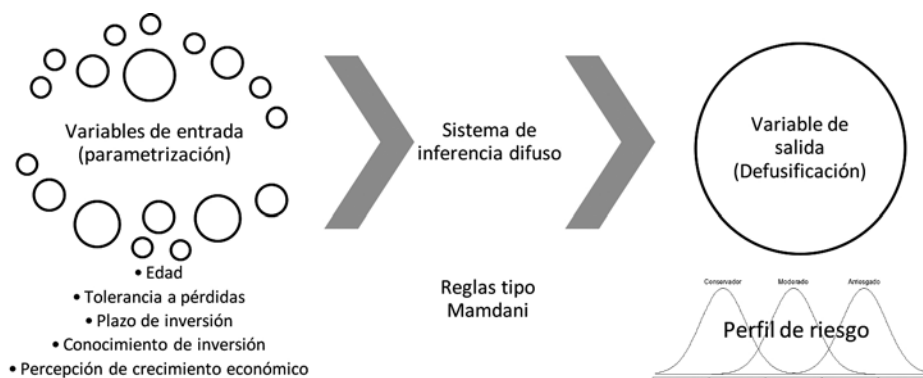 Variables de entrada
(parametrización)
• Edad
• Tolerancia a pérdidas
• Plazo de inversión
• Conocimiento de inversión
• Percepción de crecimiento económico
Sistema de
inferencia difuso
Reglas tipo
Mamdani
Variable de
salida
(Defusificación)
Conservador Moderado Arriesgado
Perfil de riesgo